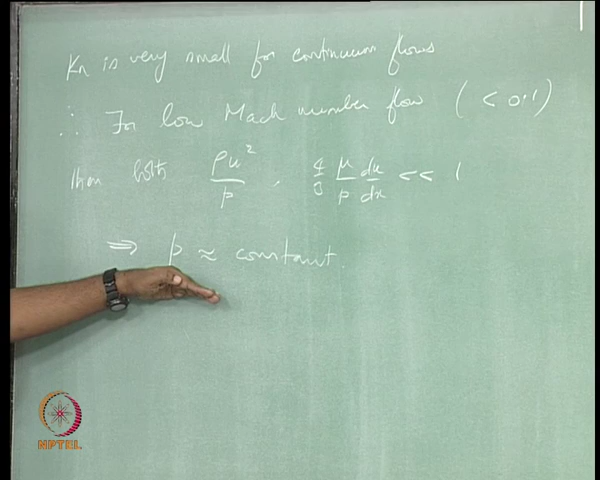 Kn is very small for continuum flows
∴ For low Mach number flow (< 0.1)
then both ρu²/p , 4/3 μ/p du/dx << 1
⇒ p ≈ constant.
NPTEL